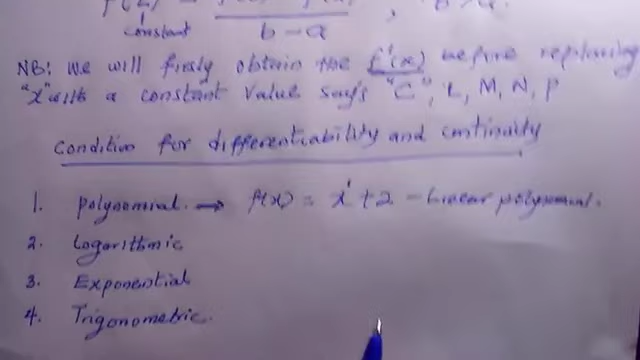 constant b - a , b > a.
NB: We will firstly obtain the f'(x) before replacing
"x" with a constant value say's "C", L, M, N, P
Condition for differentiability and continuity
1. polynomial. → f(x) = x¹ + 2 - Linear polynomial.
2. Logarithmic
3. Exponential
4. Trigonometric.